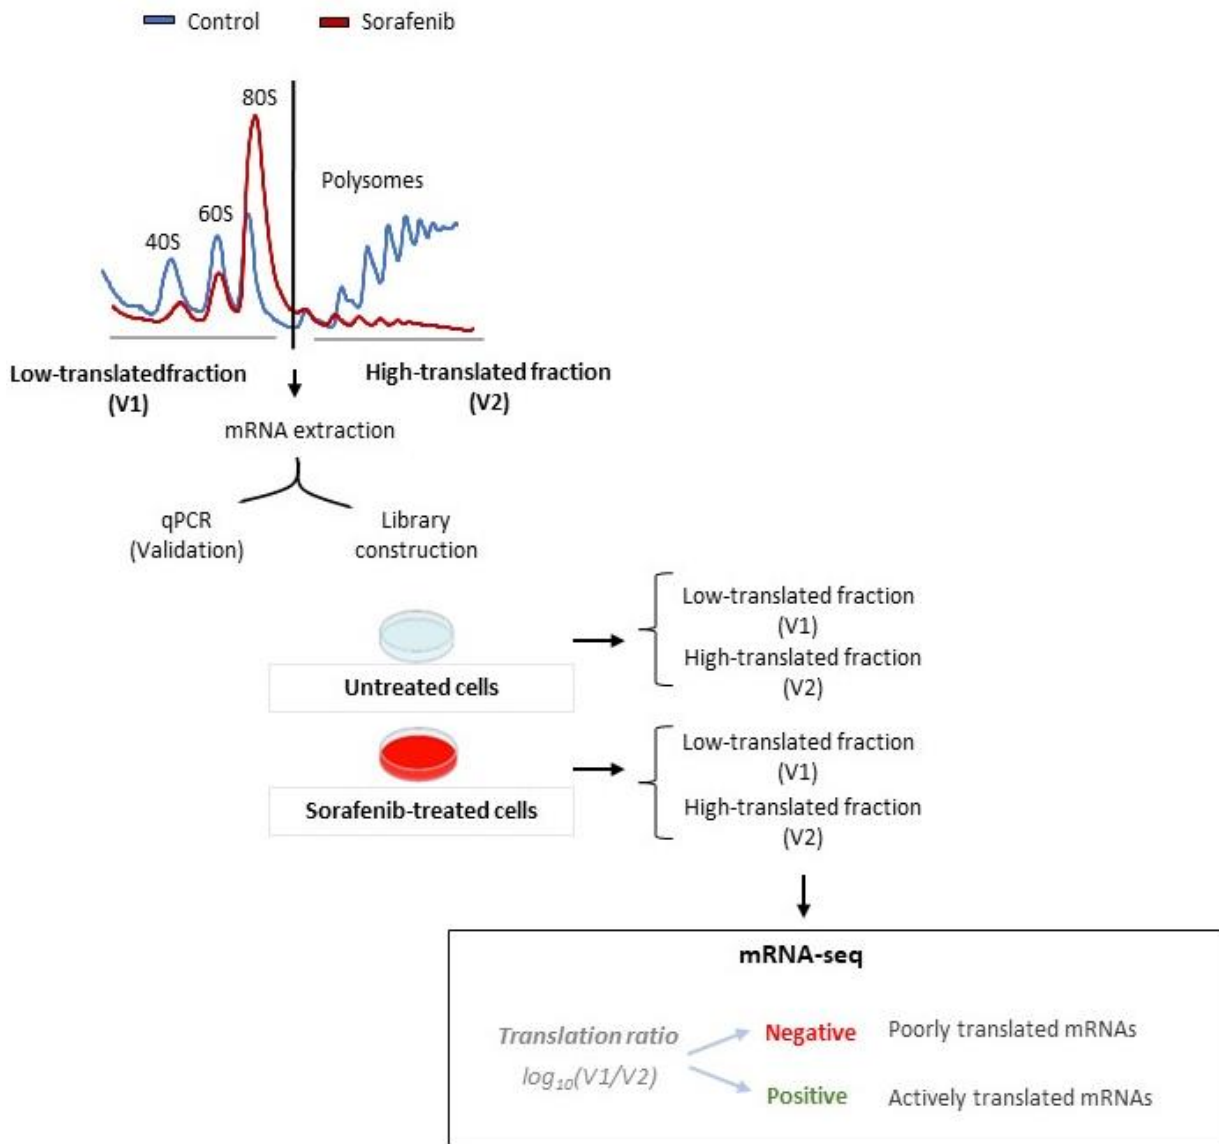 Control
Sorafenib
80S
Polysomes
60S
40S
Low-translatedfraction
(V1)
High-translated fraction
(V2)
mRNA extraction
qPCR
(Validation)
Library
construction
Untreated cells
Low-translated fraction
(V1)
High-translated fraction
(V2)
Sorafenib-treated cells
Low-translated fraction
(V1)
High-translated fraction
(V2)
mRNA-seq
Translation ratio
log₁₀(V1/V2)
Negative Poorly translated mRNAs
Positive Actively translated mRNAs